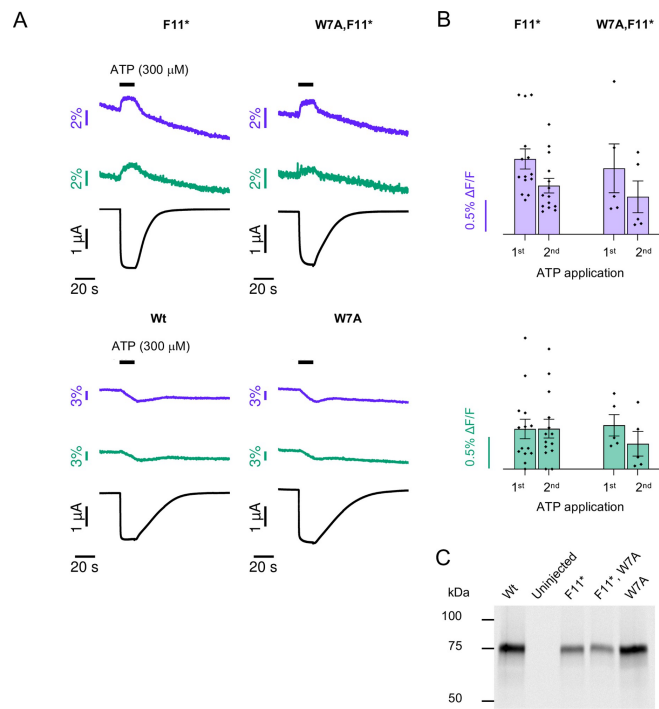 A
F11* W7A,F11*
ATP (300 μM)
2% 2%
2% 2%
1 μA 1 μA
20 s 20 s
Wt W7A
ATP (300 μM)
3% 3%
3% 3%
1 μA 1 μA
20 s 20 s
B
F11* W7A,F11*
0.5% ΔF/F
1st 2nd 1st 2nd
ATP application
0.5% ΔF/F
1st 2nd 1st 2nd
ATP application
C
kDa Wt Uninjected F11* F11*, W7A W7A
100
75
50